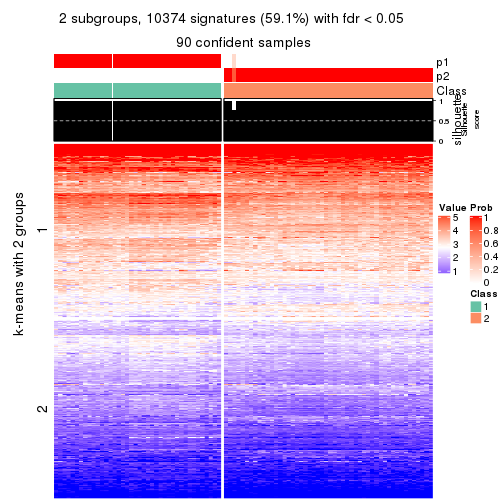 2 subgroups, 10374 signatures (59.1%) with fdr < 0.05
90 confident samples
p1
p2
Class
1
0.5
0
silhouette
Silhouette
score
k-means with 2 groups
1
2
Value
5
4
3
2
1
Prob
1
0.8
0.6
0.4
0.2
0
Class
1
2